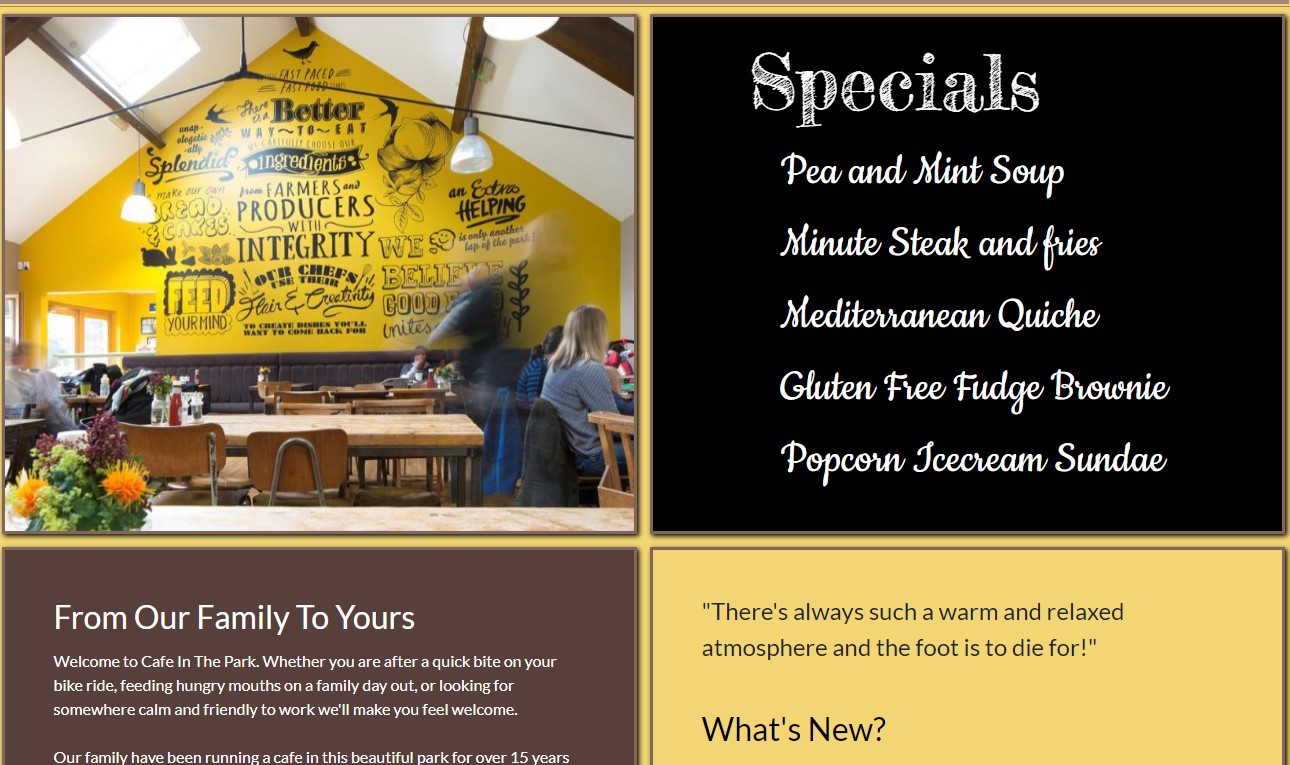 FAST PACED
FAST FOOD
There is a Better
WAY~TO~EAT
unap-
ologetic
-ally
Splendid
WE CAREFULLY CHOOSE OUR
ingredients
make our own
BREAD
& CAKES
from FARMERS and
PRODUCERS
WITH
INTEGRITY
an Extra
HELPING
is only another
lap of the park!
WE
BELIEVE
GOOD FOOD
unites
FEED
YOUR MIND
OUR CHEFS
USE THEIR
Flair & Creativity
TO CREATE DISHES YOU'LL
WANT TO COME BACK FOR
Specials
Pea and Mint Soup
Minute Steak and fries
Mediterranean Quiche
Gluten Free Fudge Brownie
Popcorn Icecream Sundae
From Our Family To Yours
Welcome to Cafe In The Park. Whether you are after a quick bite on your
bike ride, feeding hungry mouths on a family day out, or looking for
somewhere calm and friendly to work we'll make you feel welcome.
Our family have been running a cafe in this beautiful park for over 15 years
"There's always such a warm and relaxed
atmosphere and the foot is to die for!"
What's New?